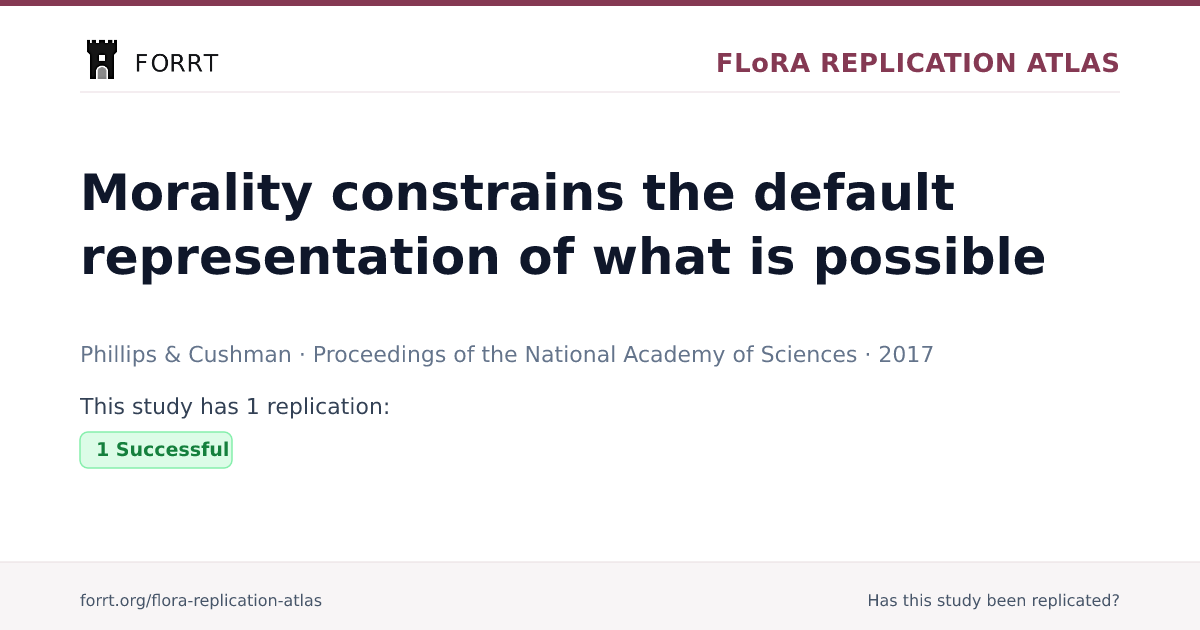 FORRT
FLoRA REPLICATION ATLAS
Morality constrains the default
representation of what is possible
Phillips & Cushman · Proceedings of the National Academy of Sciences · 2017
This study has 1 replication:
1 Successful
forrt.org/flora-replication-atlas
Has this study been replicated?